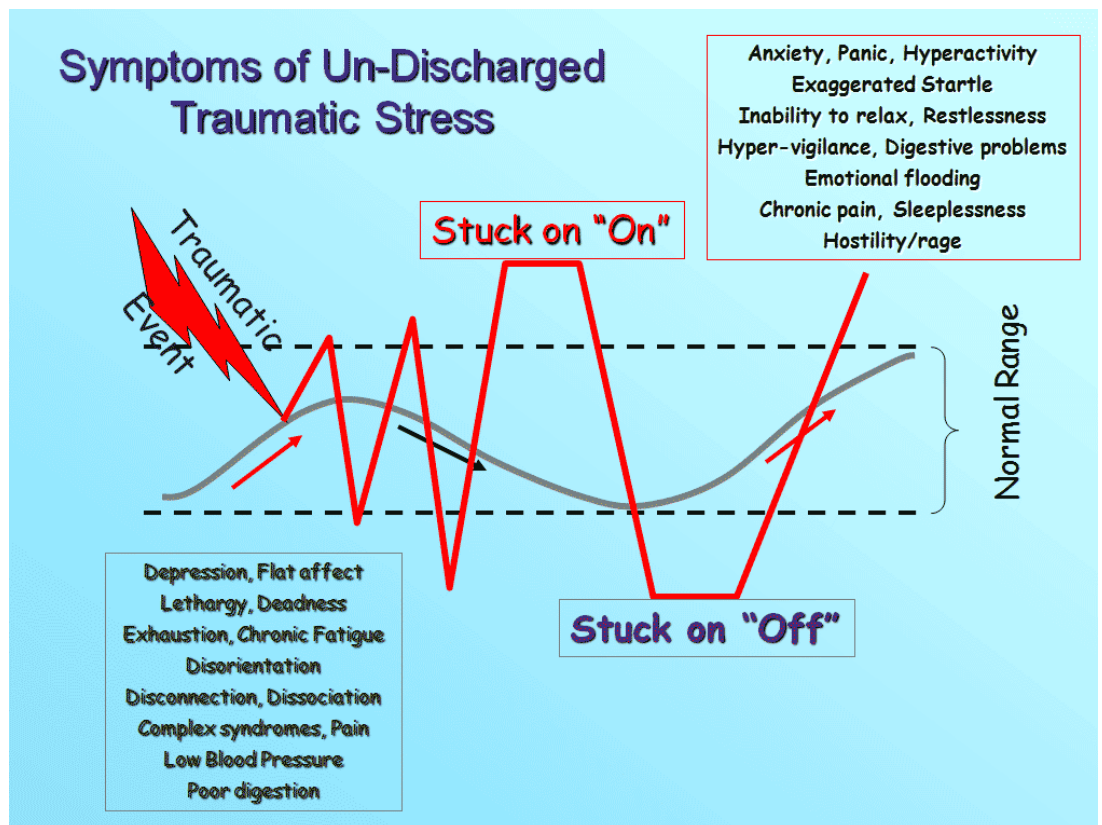 Symptoms of Un-Discharged
Traumatic Stress
Anxiety, Panic, Hyperactivity
Exaggerated Startle
Inability to relax, Restlessness
Hyper-vigilance, Digestive problems
Emotional flooding
Chronic pain, Sleeplessness
Hostility/rage
Traumatic
Event
Stuck on “On”
Normal Range
Stuck on “Off”
Depression, Flat affect
Lethargy, Deadness
Exhaustion, Chronic Fatigue
Disorientation
Disconnection, Dissociation
Complex syndromes, Pain
Low Blood Pressure
Poor digestion